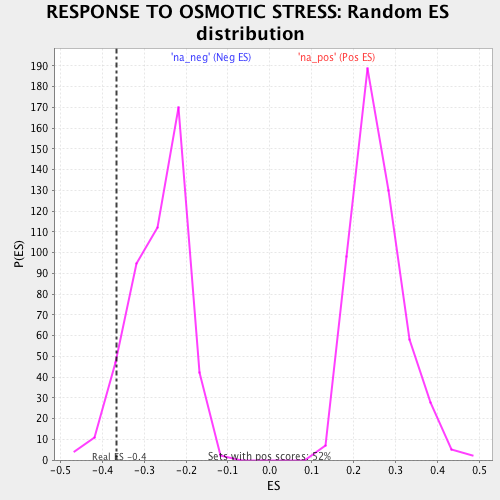 RESPONSE TO OSMOTIC STRESS: Random ES
distribution
'na_neg' (Neg ES) 'na_pos' (Pos ES)
190
180
170
160
150
140
130
120
110
100
90
80
70
60
50
40
30
20
10
0
P(ES)
Real ES -0.4 Sets with pos scores: 52%
-0.5 -0.4 -0.3 -0.2 -0.1 0.0 0.1 0.2 0.3 0.4 0.5
ES